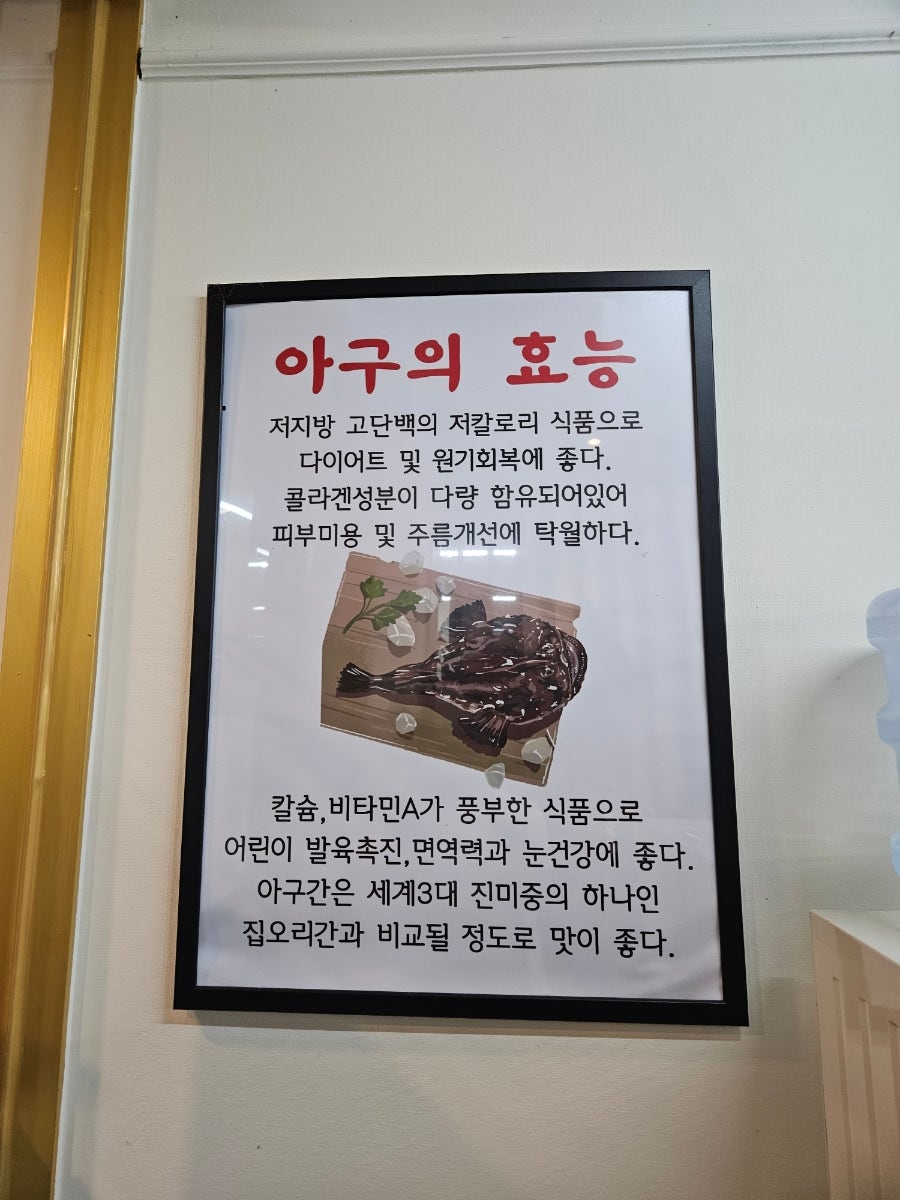 아구의 효능
저지방 고단백의 저칼로리 식품으로
다이어트 및 원기회복에 좋다.
콜라겐성분이 다량 함유되어있어
피부미용 및 주름개선에 탁월하다.
칼슘,비타민A가 풍부한 식품으로
어린이 발육촉진,면역력과 눈건강에 좋다.
아구간은 세계3대 진미중의 하나인
집오리간과 비교될 정도로 맛이 좋다.